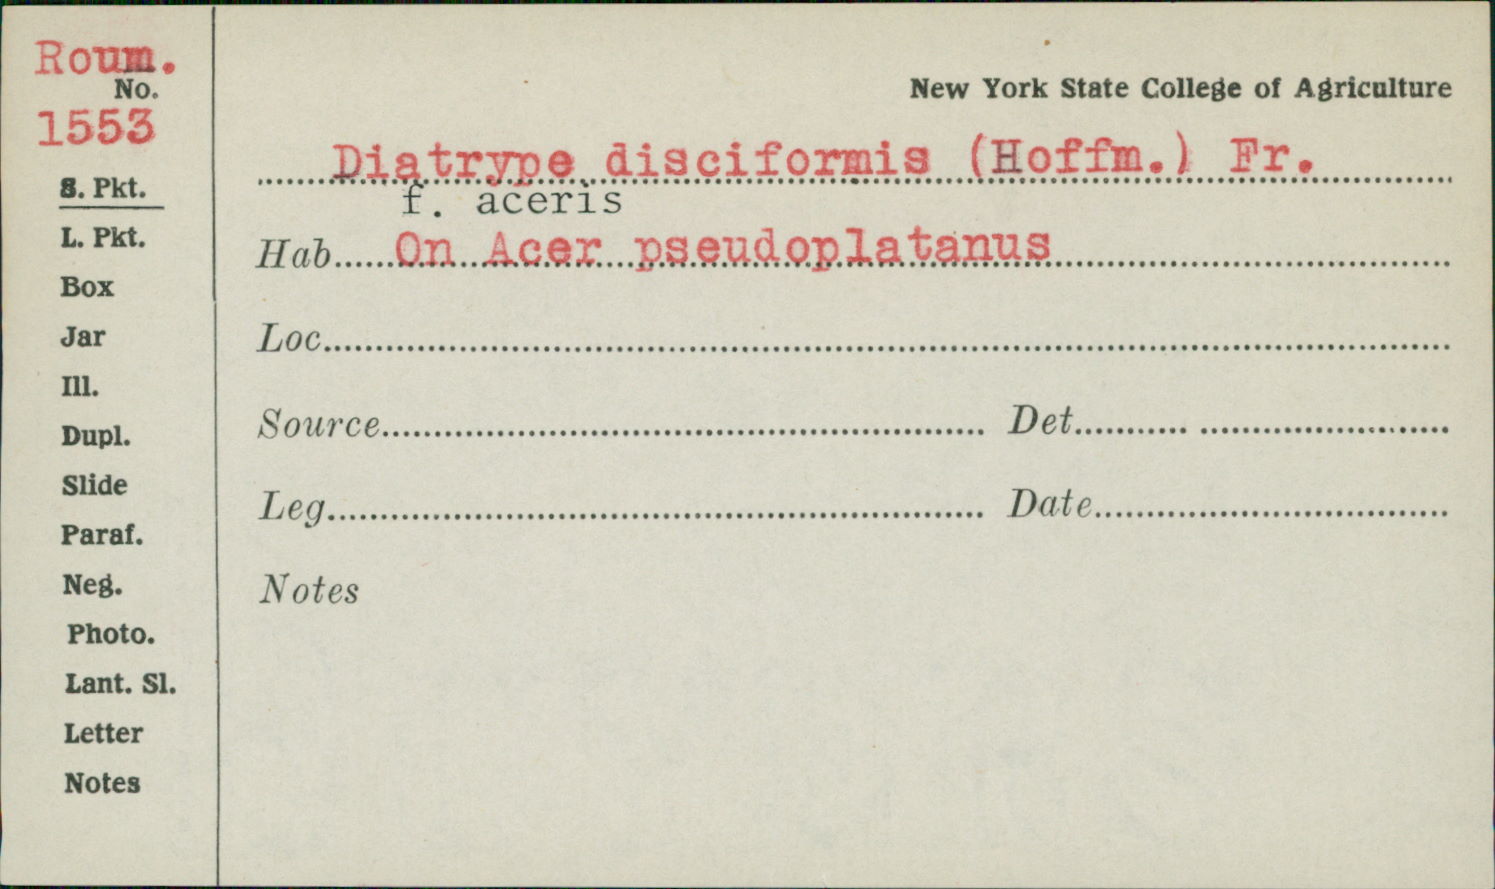 Roum.
No.
1553
S. Pkt.
L. Pkt.
Box
Jar
Ill.
Dupl.
Slide
Paraf.
Neg.
Photo.
Lant. Sl.
Letter
Notes
New York State College of Agriculture
Diatrype disciformis (Hoffm.) Fr.
f. aceris
Hab. On Acer pseudoplatanus
Loc.
Source Det.
Leg. Date
Notes